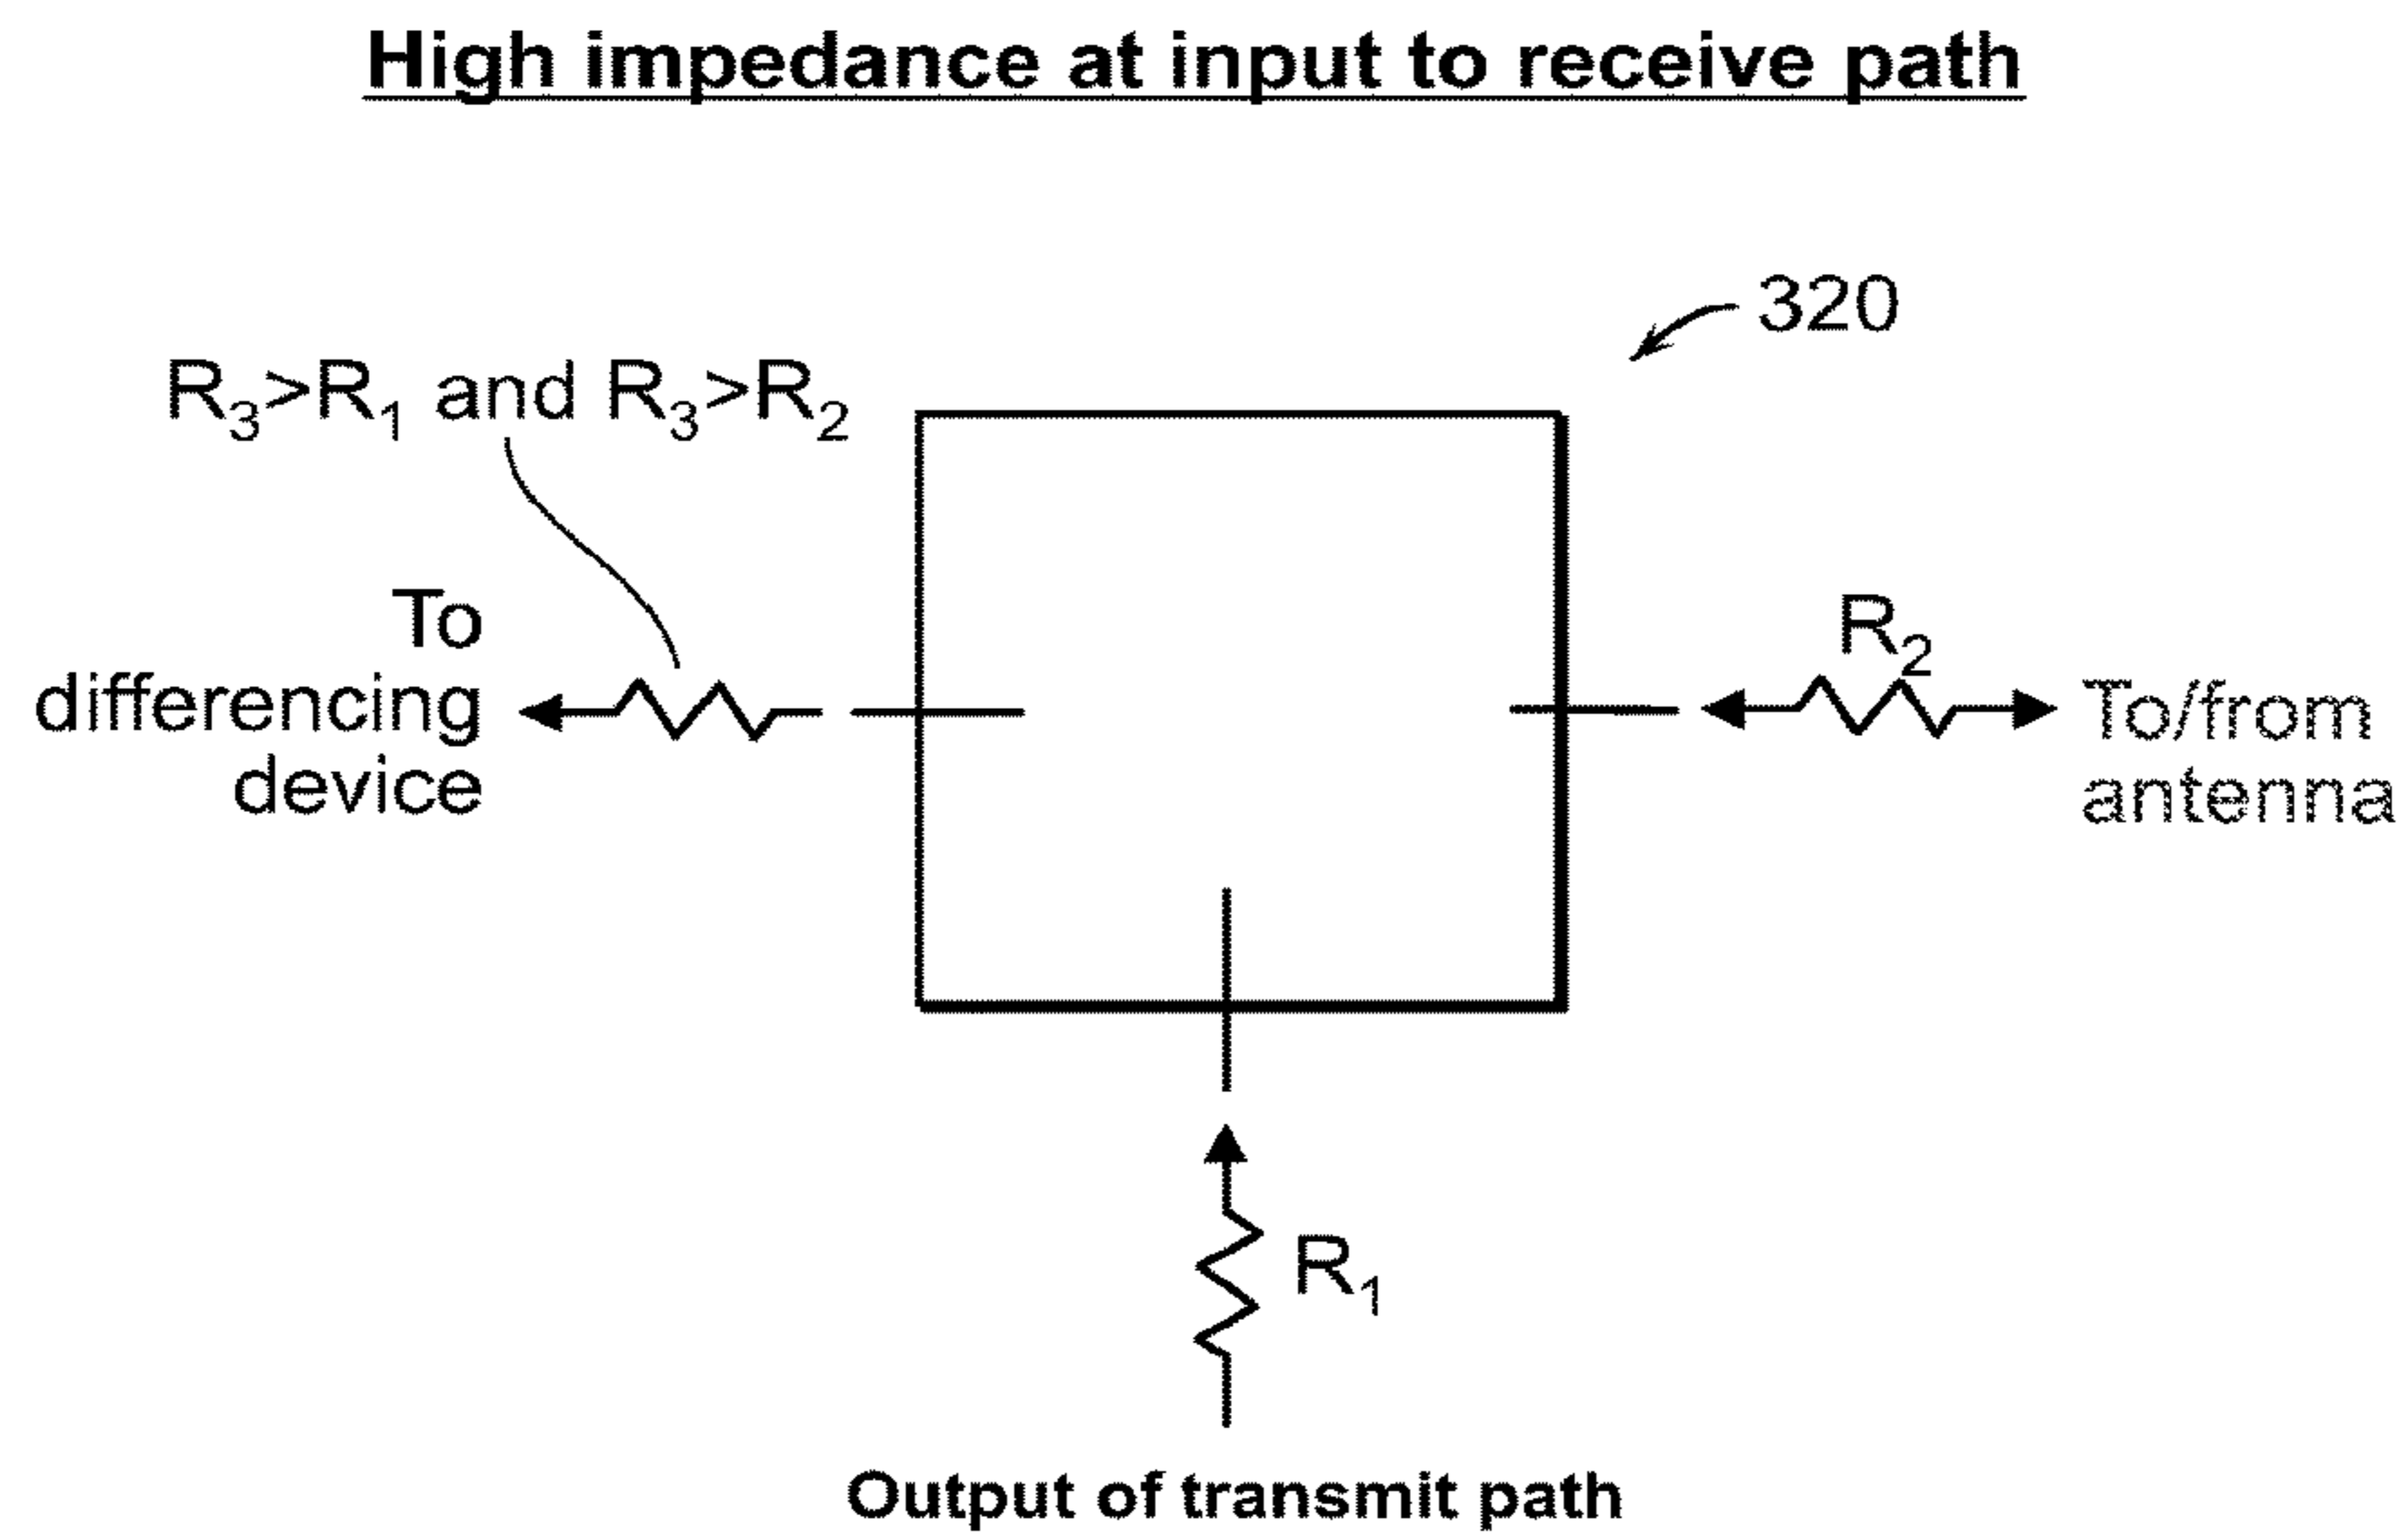 High impedance at input to receive path
320
R3>R1 and R3>R2
To
differencing
device
R2
To/from
antenna
R1
Output of transmit path